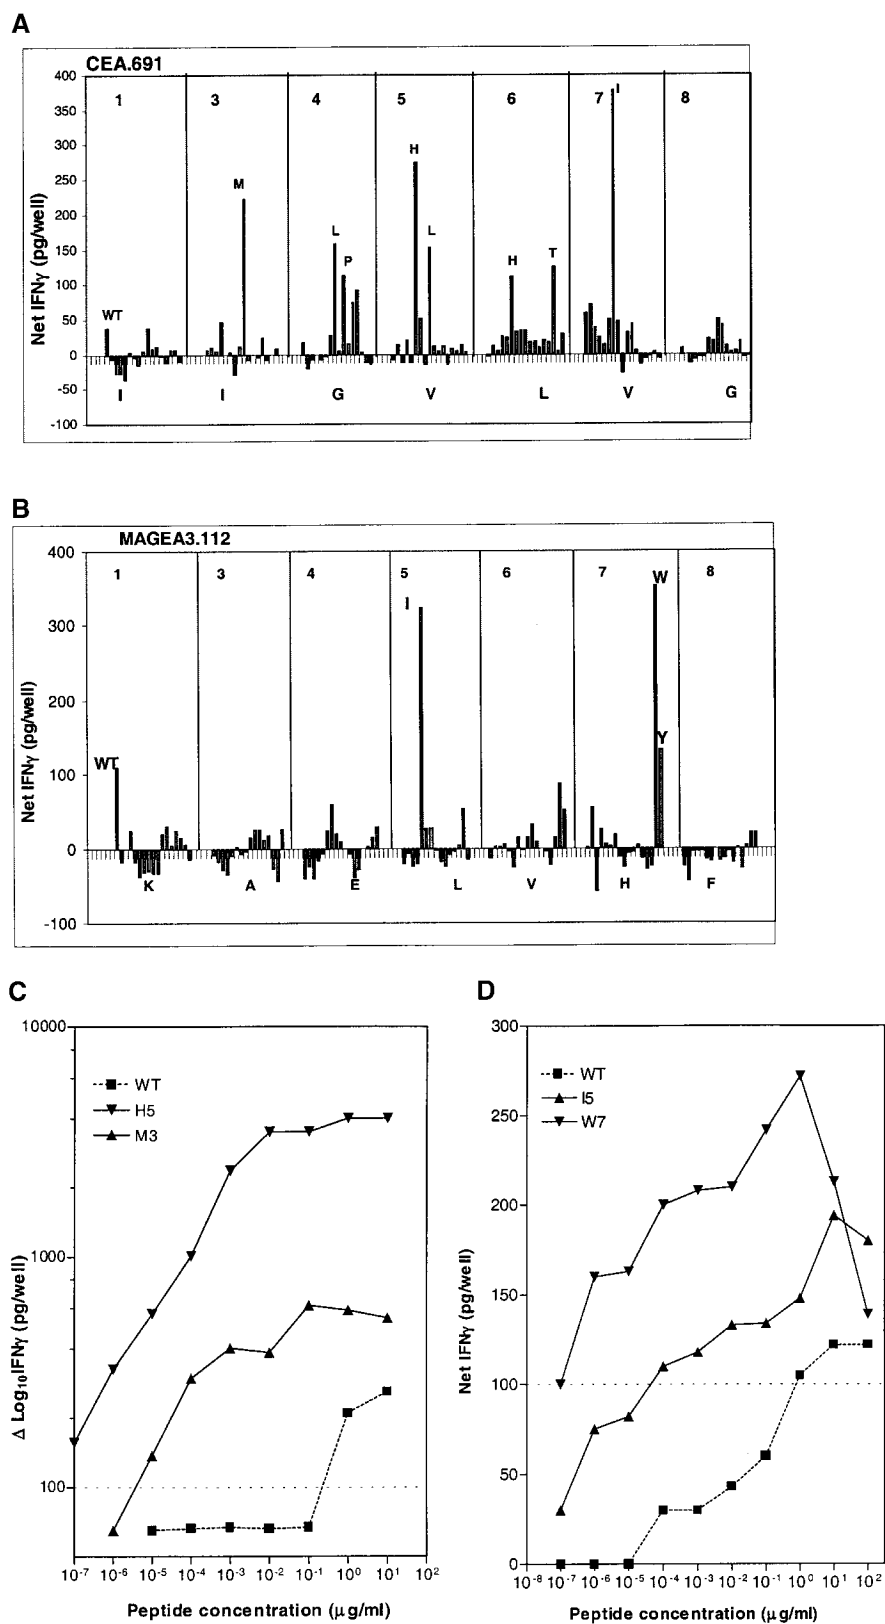 A
CEA.691
1 3 4 5 6 7 8
400
350
300
250
200
150
100
50
0
-50
-100
Net IFNγ (pg/well)
WT M L P H L H T I
I I G V L V G
B
MAGEA3.112
1 3 4 5 6 7 8
400
300
200
100
0
-100
Net IFNγ (pg/well)
WT I W Y
K A E L V H F
C
10000
1000
100
Δ Log₁₀IFNγ (pg/well)
WT
H5
M3
10⁻⁷ 10⁻⁶ 10⁻⁵ 10⁻⁴ 10⁻³ 10⁻² 10⁻¹ 10⁰ 10¹ 10²
Peptide concentration (μg/ml)
D
300
250
200
150
100
50
0
Net IFNγ (pg/well)
WT
I5
W7
10⁻⁸ 10⁻⁷ 10⁻⁶ 10⁻⁵ 10⁻⁴ 10⁻³ 10⁻² 10⁻¹ 10⁰ 10¹ 10²
Peptide concentration (μg/ml)